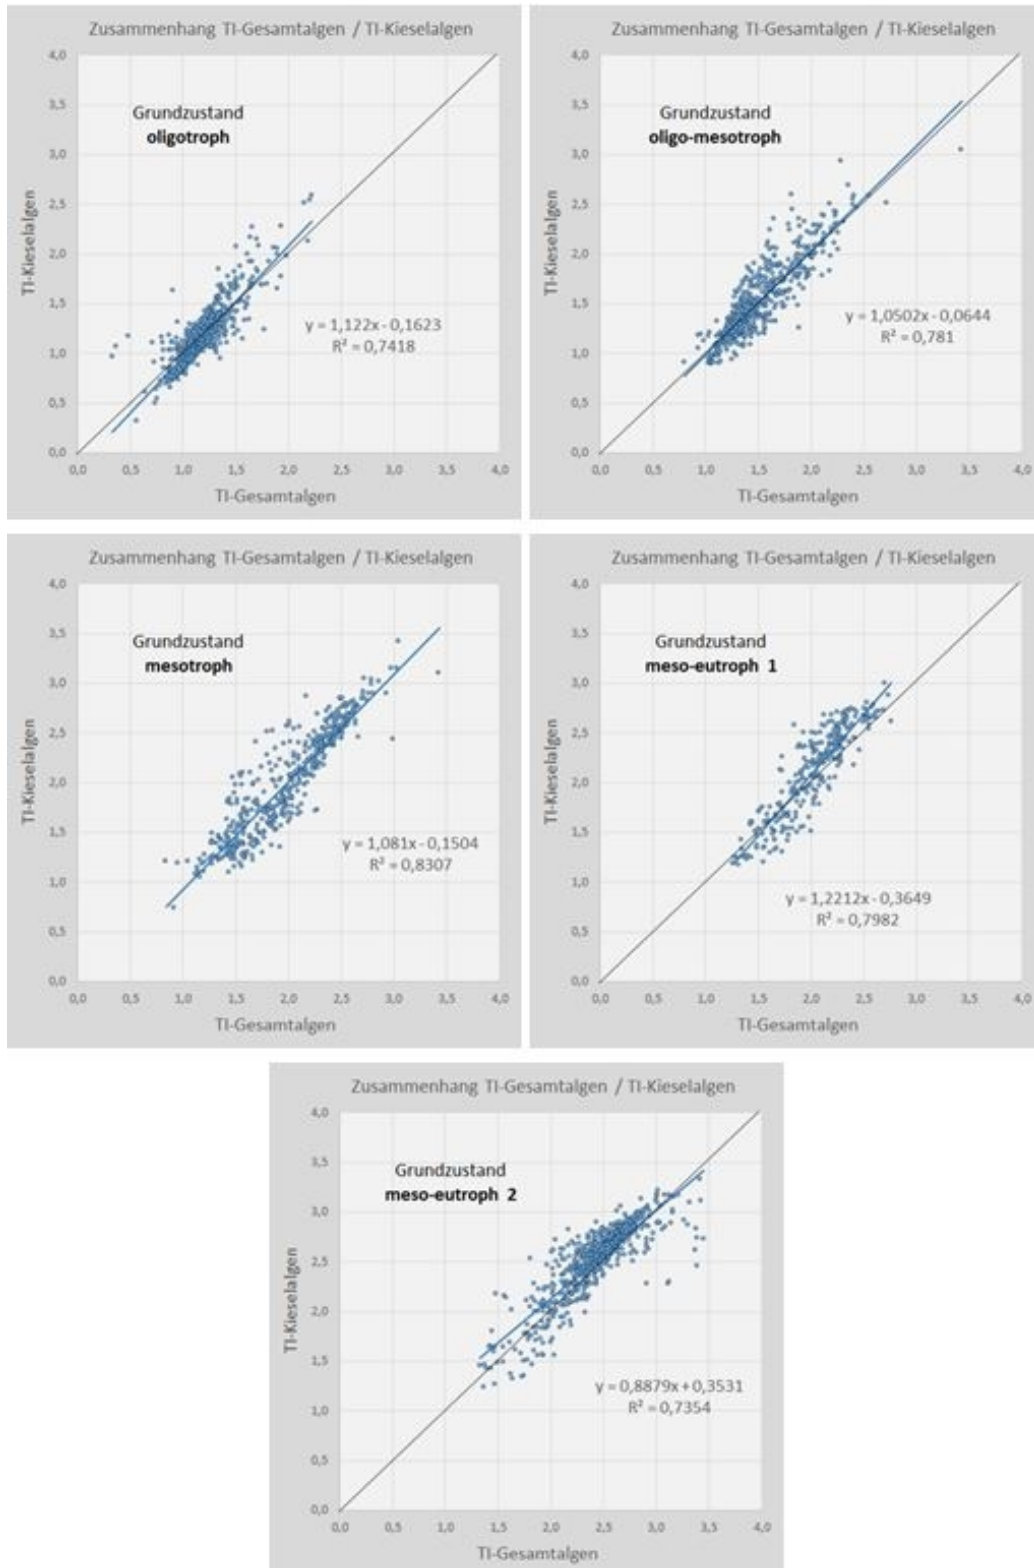 Zusammenhang TI-Gesamtalgen / TI-Kieselalgen
4,0
3,5
3,0
2,5
2,0
1,5
1,0
0,5
0,0
TI-Kieselalgen
Grundzustand
oligotroph
y = 1,122x - 0,1623
R² = 0,7418
0,0 0,5 1,0 1,5 2,0 2,5 3,0 3,5 4,0
TI-Gesamtalgen
Zusammenhang TI-Gesamtalgen / TI-Kieselalgen
4,0
3,5
3,0
2,5
2,0
1,5
1,0
0,5
0,0
TI-Kieselalgen
Grundzustand
oligo-mesotroph
y = 1,0502x - 0,0644
R² = 0,781
0,0 0,5 1,0 1,5 2,0 2,5 3,0 3,5 4,0
TI-Gesamtalgen
Zusammenhang TI-Gesamtalgen / TI-Kieselalgen
4,0
3,5
3,0
2,5
2,0
1,5
1,0
0,5
0,0
TI-Kieselalgen
Grundzustand
mesotroph
y = 1,081x - 0,1504
R² = 0,8307
0,0 0,5 1,0 1,5 2,0 2,5 3,0 3,5 4,0
TI-Gesamtalgen
Zusammenhang TI-Gesamtalgen / TI-Kieselalgen
4,0
3,5
3,0
2,5
2,0
1,5
1,0
0,5
0,0
TI-Kieselalgen
Grundzustand
meso-eutroph 1
y = 1,2212x - 0,3649
R² = 0,7982
0,0 0,5 1,0 1,5 2,0 2,5 3,0 3,5 4,0
TI-Gesamtalgen
Zusammenhang TI-Gesamtalgen / TI-Kieselalgen
4,0
3,5
3,0
2,5
2,0
1,5
1,0
0,5
0,0
TI-Kieselalgen
Grundzustand
meso-eutroph 2
y = 0,8879x + 0,3531
R² = 0,7354
0,0 0,5 1,0 1,5 2,0 2,5 3,0 3,5 4,0
TI-Gesamtalgen